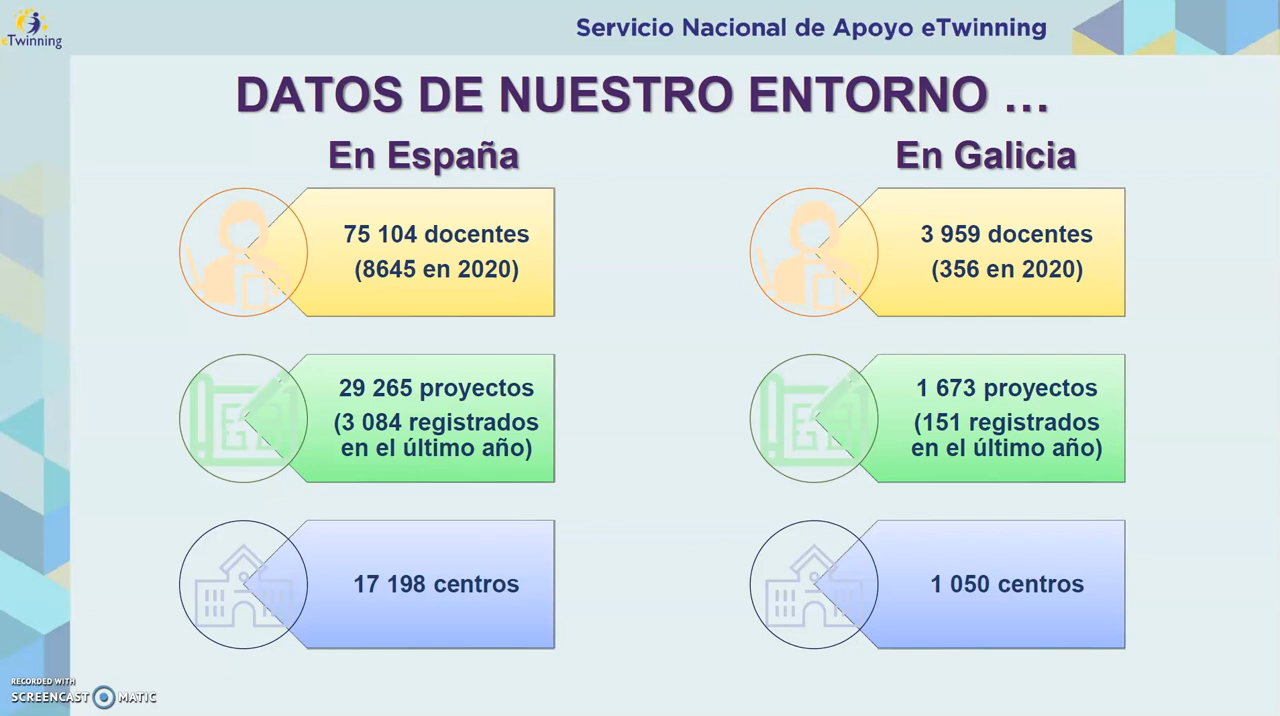 eTwinning
Servicio Nacional de Apoyo eTwinning
DATOS DE NUESTRO ENTORNO …
En España
75 104 docentes
(8645 en 2020)
29 265 proyectos
(3 084 registrados
en el último año)
17 198 centros
En Galicia
3 959 docentes
(356 en 2020)
1 673 proyectos
(151 registrados
en el último año)
1 050 centros
RECORDED WITH
SCREENCAST MATIC